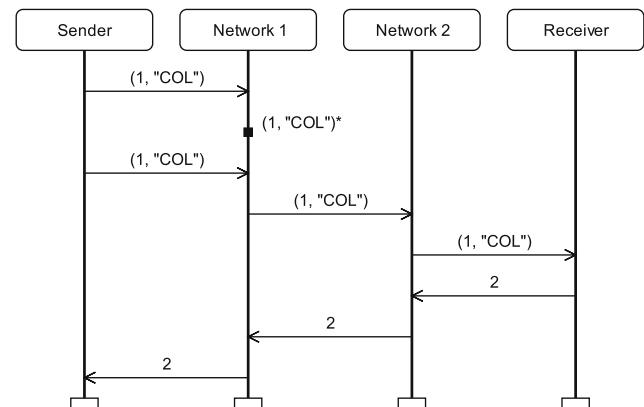 Sender
Network 1
Network 2
Receiver
(1, "COL")
(1, "COL")*
(1, "COL")
(1, "COL")
(1, "COL")
2
2
2